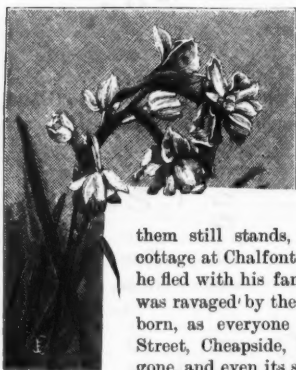 them still stands,
cottage at Chalfont
he fled with his far
was ravaged by the
born, as everyone
Street, Cheapside,
gone, and even its s